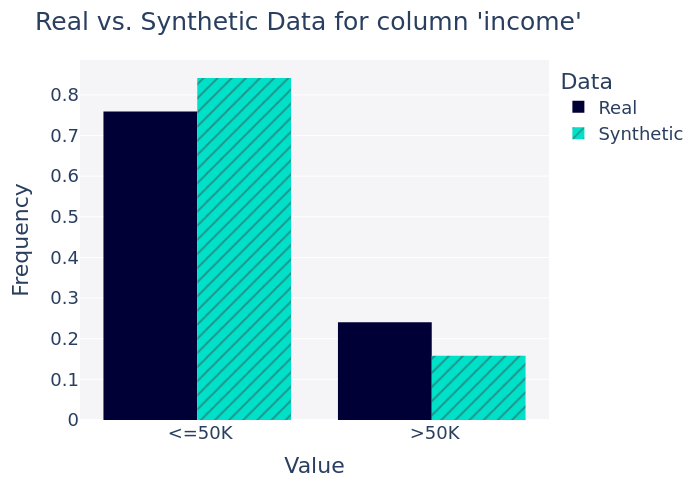 Real vs. Synthetic Data for column 'income'
Data
Real
Synthetic
0.8
0.7
0.6
0.5
0.4
0.3
0.2
0.1
0
Frequency
<=50K
>50K
Value